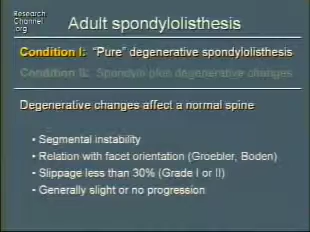 Research
Channel
.org
Adult spondylolisthesis
Condition I: "Pure" degenerative spondylolisthesis
Condition II: Spondylo plus degenerative changes
Degenerative changes affect a normal spine
• Segmental instability
• Relation with facet orientation (Groebler, Boden)
• Slippage less than 30% (Grade I or II)
• Generally slight or no progression